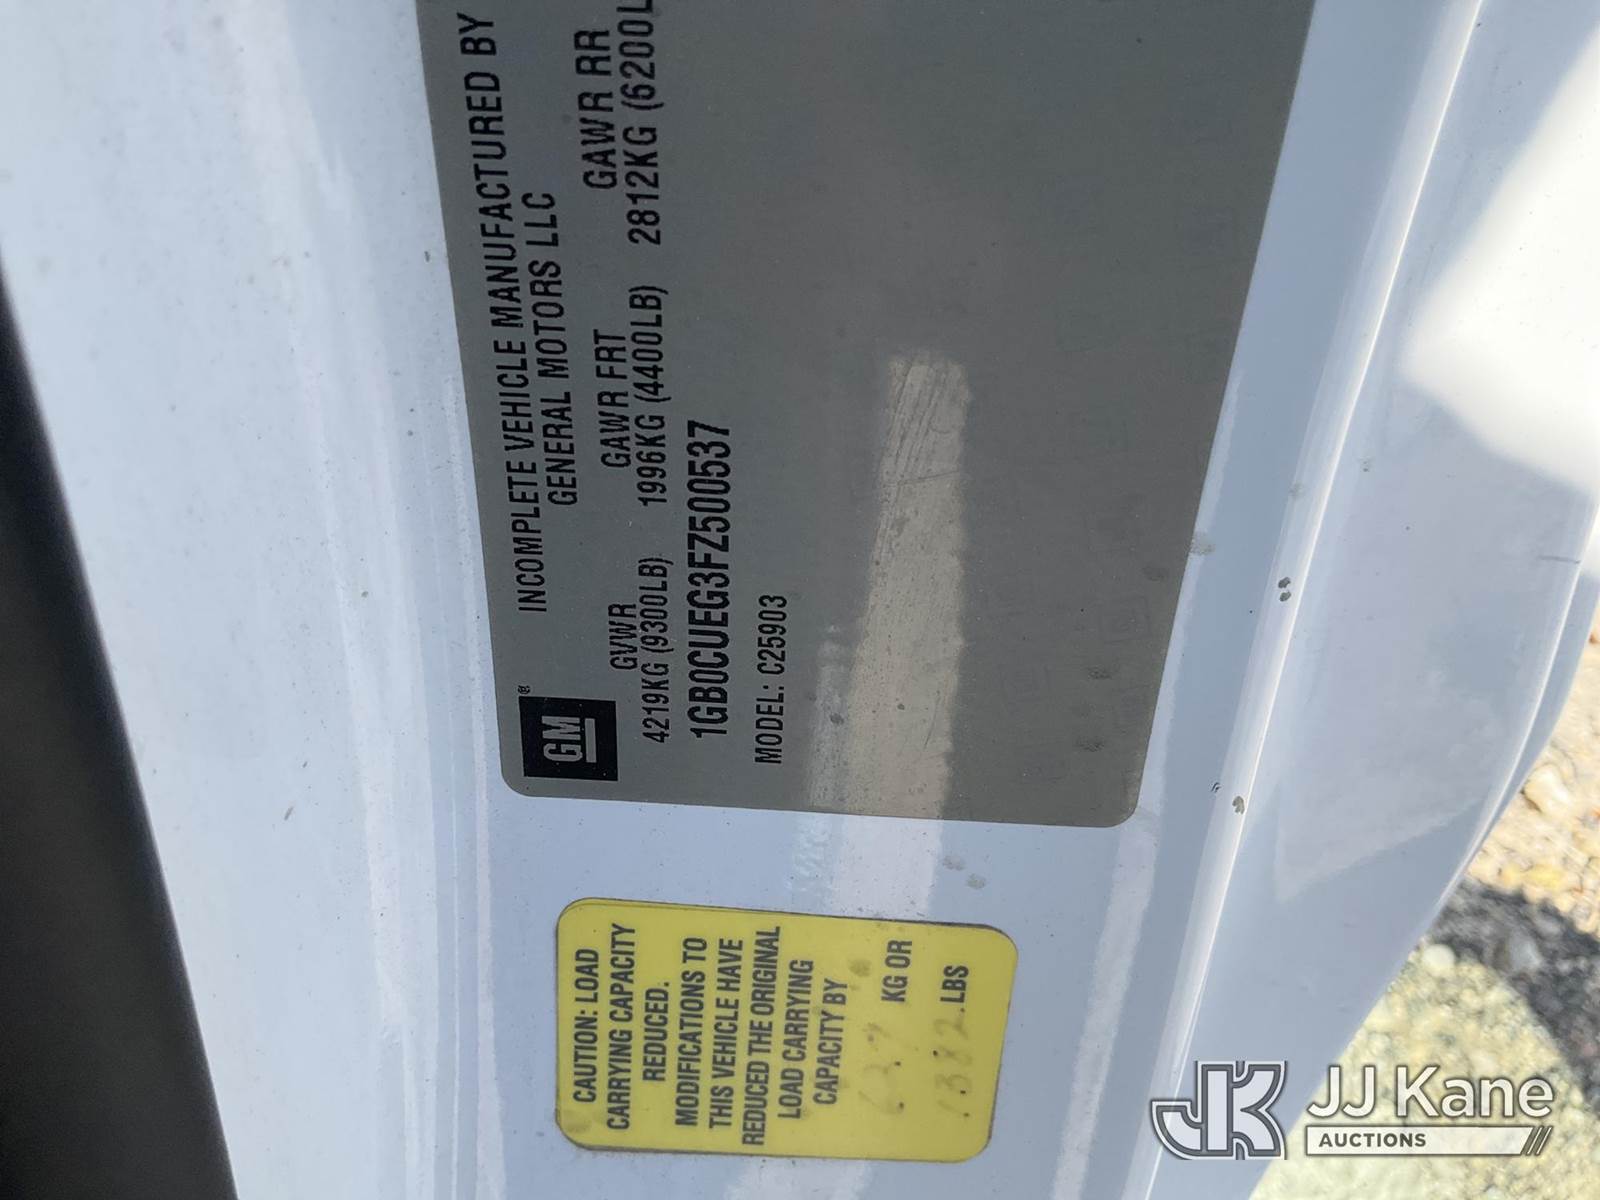 INCOMPLETE VEHICLE MANUFACTURED BY
GENERAL MOTORS LLC
GM®
GVWR GAWR FRT GAWR RR
4219KG (9300LB) 1996KG (4400LB) 2812KG (6200L
1GB0CUEG3FZ500537
MODEL: C25903
CAUTION: LOAD
CARRYING CAPACITY
REDUCED.
MODIFICATIONS TO
THIS VEHICLE HAVE
REDUCED THE ORIGINAL
LOAD CARRYING
CAPACITY BY
KG OR
LBS
JK JJ Kane
AUCTIONS